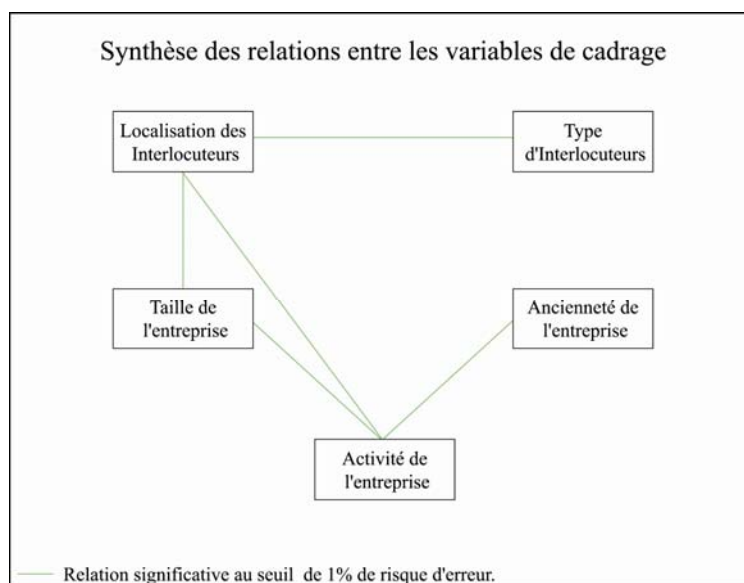 Synthèse des relations entre les variables de cadrage
Localisation des
Interlocuteurs
Type
d'Interlocuteurs
Taille de
l'entreprise
Ancienneté de
l'entreprise
Activité de
l'entreprise
Relation significative au seuil de 1% de risque d'erreur.